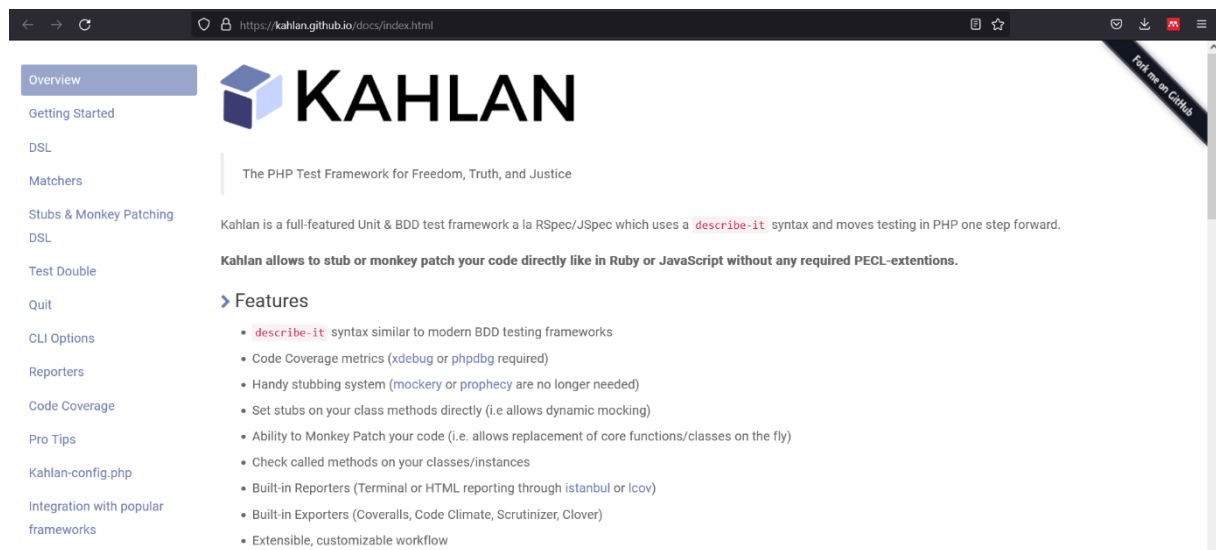 https://kahlan.github.io/docs/index.html
Fork me on GitHub
Overview
Getting Started
DSL
Matchers
Stubs & Monkey Patching
DSL
Test Double
Quit
CLI Options
Reporters
Code Coverage
Pro Tips
Kahlan-config.php
Integration with popular
frameworks
KAHLAN
The PHP Test Framework for Freedom, Truth, and Justice
Kahlan is a full-featured Unit & BDD test framework a la RSpec/JSpec which uses a describe-it syntax and moves testing in PHP one step forward.
Kahlan allows to stub or monkey patch your code directly like in Ruby or JavaScript without any required PECL-extentions.
Features
• describe-it syntax similar to modern BDD testing frameworks
• Code Coverage metrics (xdebug or phpdbg required)
• Handy stubbing system (mockery or prophecy are no longer needed)
• Set stubs on your class methods directly (i.e allows dynamic mocking)
• Ability to Monkey Patch your code (i.e. allows replacement of core functions/classes on the fly)
• Check called methods on your classes/instances
• Built-in Reporters (Terminal or HTML reporting through istanbul or lcov)
• Built-in Exporters (Coveralls, Code Climate, Scrutinizer, Clover)
• Extensible, customizable workflow